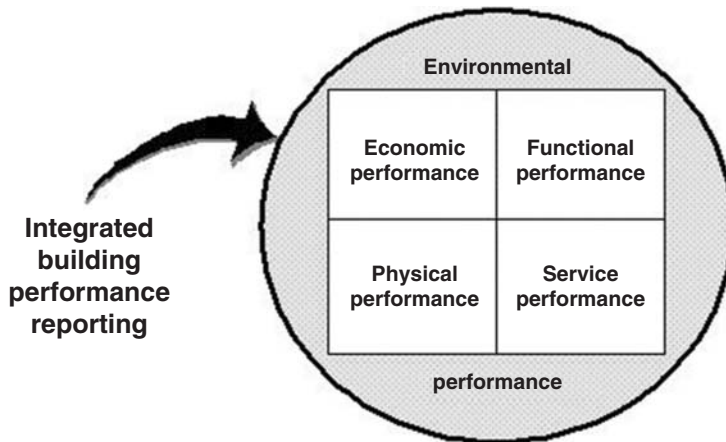 Environmental
Economic
performance
Functional
performance
Integrated
building
performance
reporting
Physical
performance
Service
performance
performance